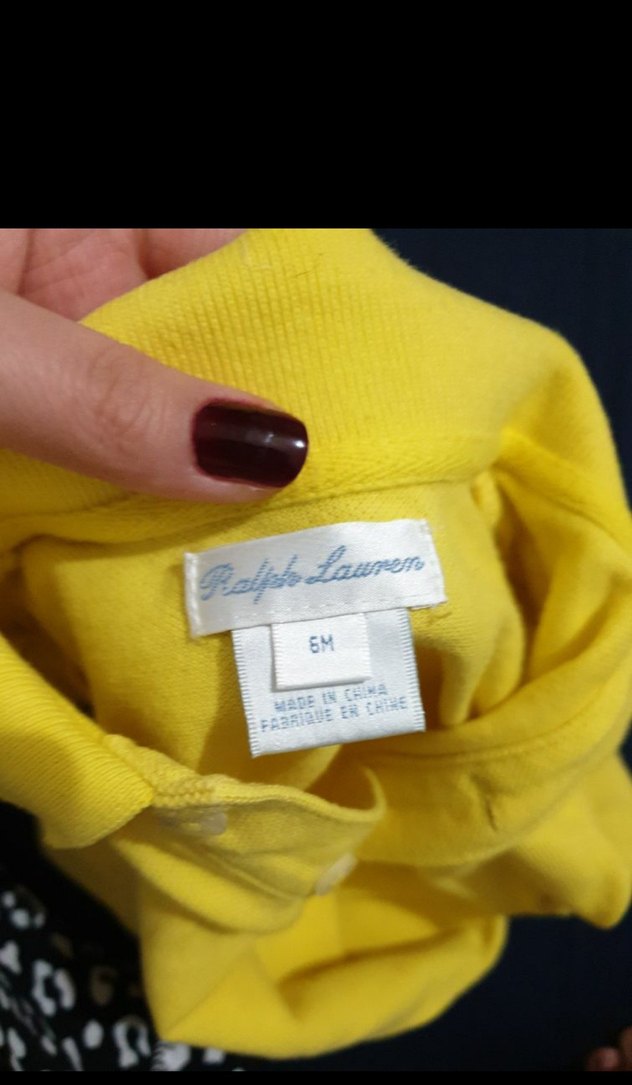 Ralph Lauren
6M
MADE IN CHINA
FABRIQUE EN CHINE